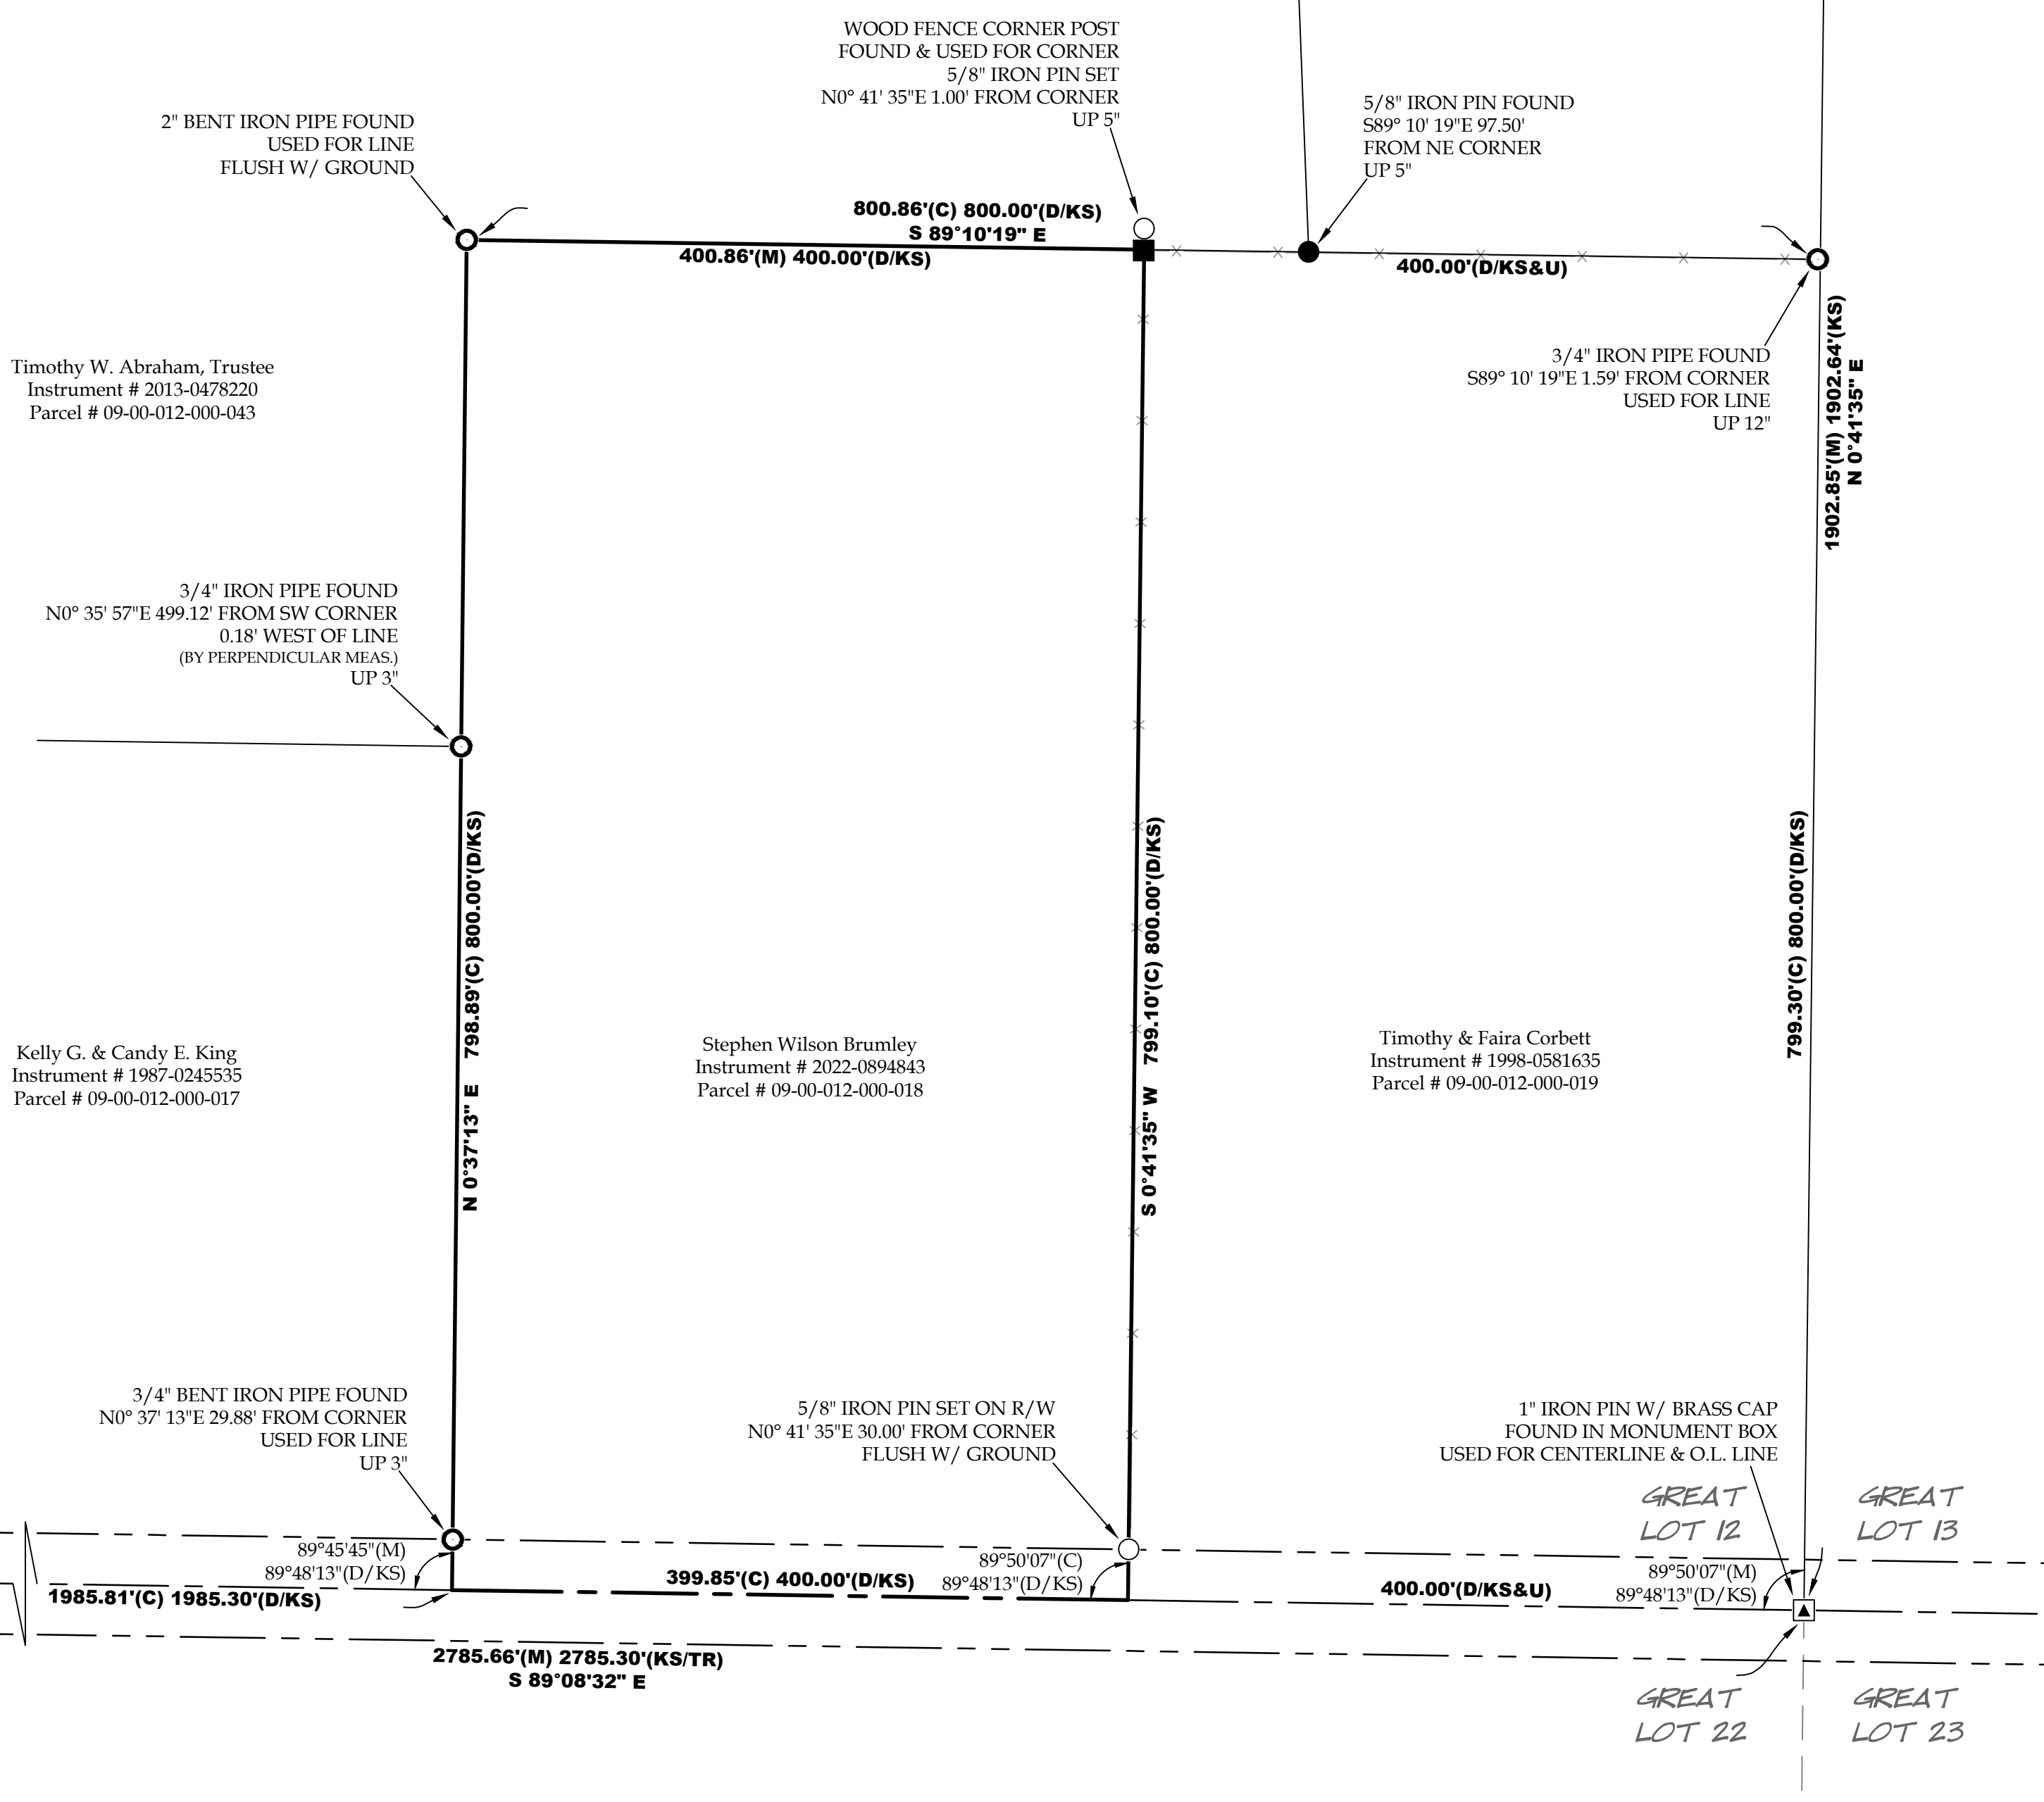 WOOD FENCE CORNER POST
FOUND & USED FOR CORNER
5/8" IRON PIN SET
N0° 41' 35"E 1.00' FROM CORNER
UP 5"
5/8" IRON PIN FOUND
S89° 10' 19"E 97.50'
FROM NE CORNER
UP 5"
2" BENT IRON PIPE FOUND
USED FOR LINE
FLUSH W/ GROUND
800.86'(C) 800.00'(D/KS)
S 89°10'19" E
400.86'(M) 400.00'(D/KS)
400.00'(D/KS&U)
1902.85'(M) 1902.64'(KS)
N 0°41'35" E
3/4" IRON PIPE FOUND
S89° 10' 19"E 1.59' FROM CORNER
USED FOR LINE
UP 12"
Timothy W. Abraham, Trustee
Instrument # 2013-0478220
Parcel # 09-00-012-000-043
3/4" IRON PIPE FOUND
N0° 35' 57"E 499.12' FROM SW CORNER
0.18' WEST OF LINE
(BY PERPENDICULAR MEAS.)
UP 3"
N 0°37'13" E 798.89'(C) 800.00'(D/KS)
S 0°41'35" W 799.10'(C) 800.00'(D/KS)
799.30'(C) 800.00'(D/KS)
Kelly G. & Candy E. King
Instrument # 1987-0245535
Parcel # 09-00-012-000-017
Stephen Wilson Brumley
Instrument # 2022-0894843
Parcel # 09-00-012-000-018
Timothy & Faira Corbett
Instrument # 1998-0581635
Parcel # 09-00-012-000-019
3/4" BENT IRON PIPE FOUND
N0° 37' 13"E 29.88' FROM CORNER
USED FOR LINE
UP 3"
5/8" IRON PIN SET ON R/W
N0° 41' 35"E 30.00' FROM CORNER
FLUSH W/ GROUND
1" IRON PIN W/ BRASS CAP
FOUND IN MONUMENT BOX
USED FOR CENTERLINE & O.L. LINE
GREAT
LOT 12
GREAT
LOT 13
89°45'45"(M)
89°48'13"(D/KS)
89°50'07"(C)
89°48'13"(D/KS)
89°50'07"(M)
89°48'13"(D/KS)
1985.81'(C) 1985.30'(D/KS)
399.85'(C) 400.00'(D/KS)
400.00'(D/KS&U)
2785.66'(M) 2785.30'(KS/TR)
S 89°08'32" E
GREAT
LOT 22
GREAT
LOT 23